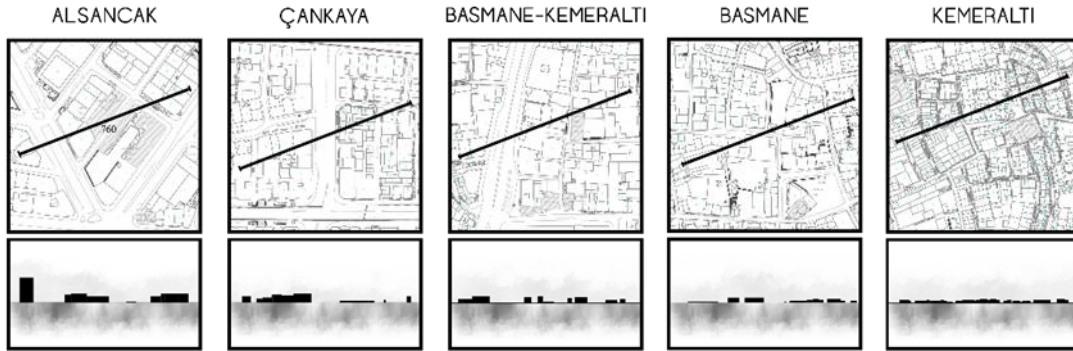 ALSANCAK
ÇANKAYA
BASMANE-KEMERALTI
BASMANE
KEMERALTI
760